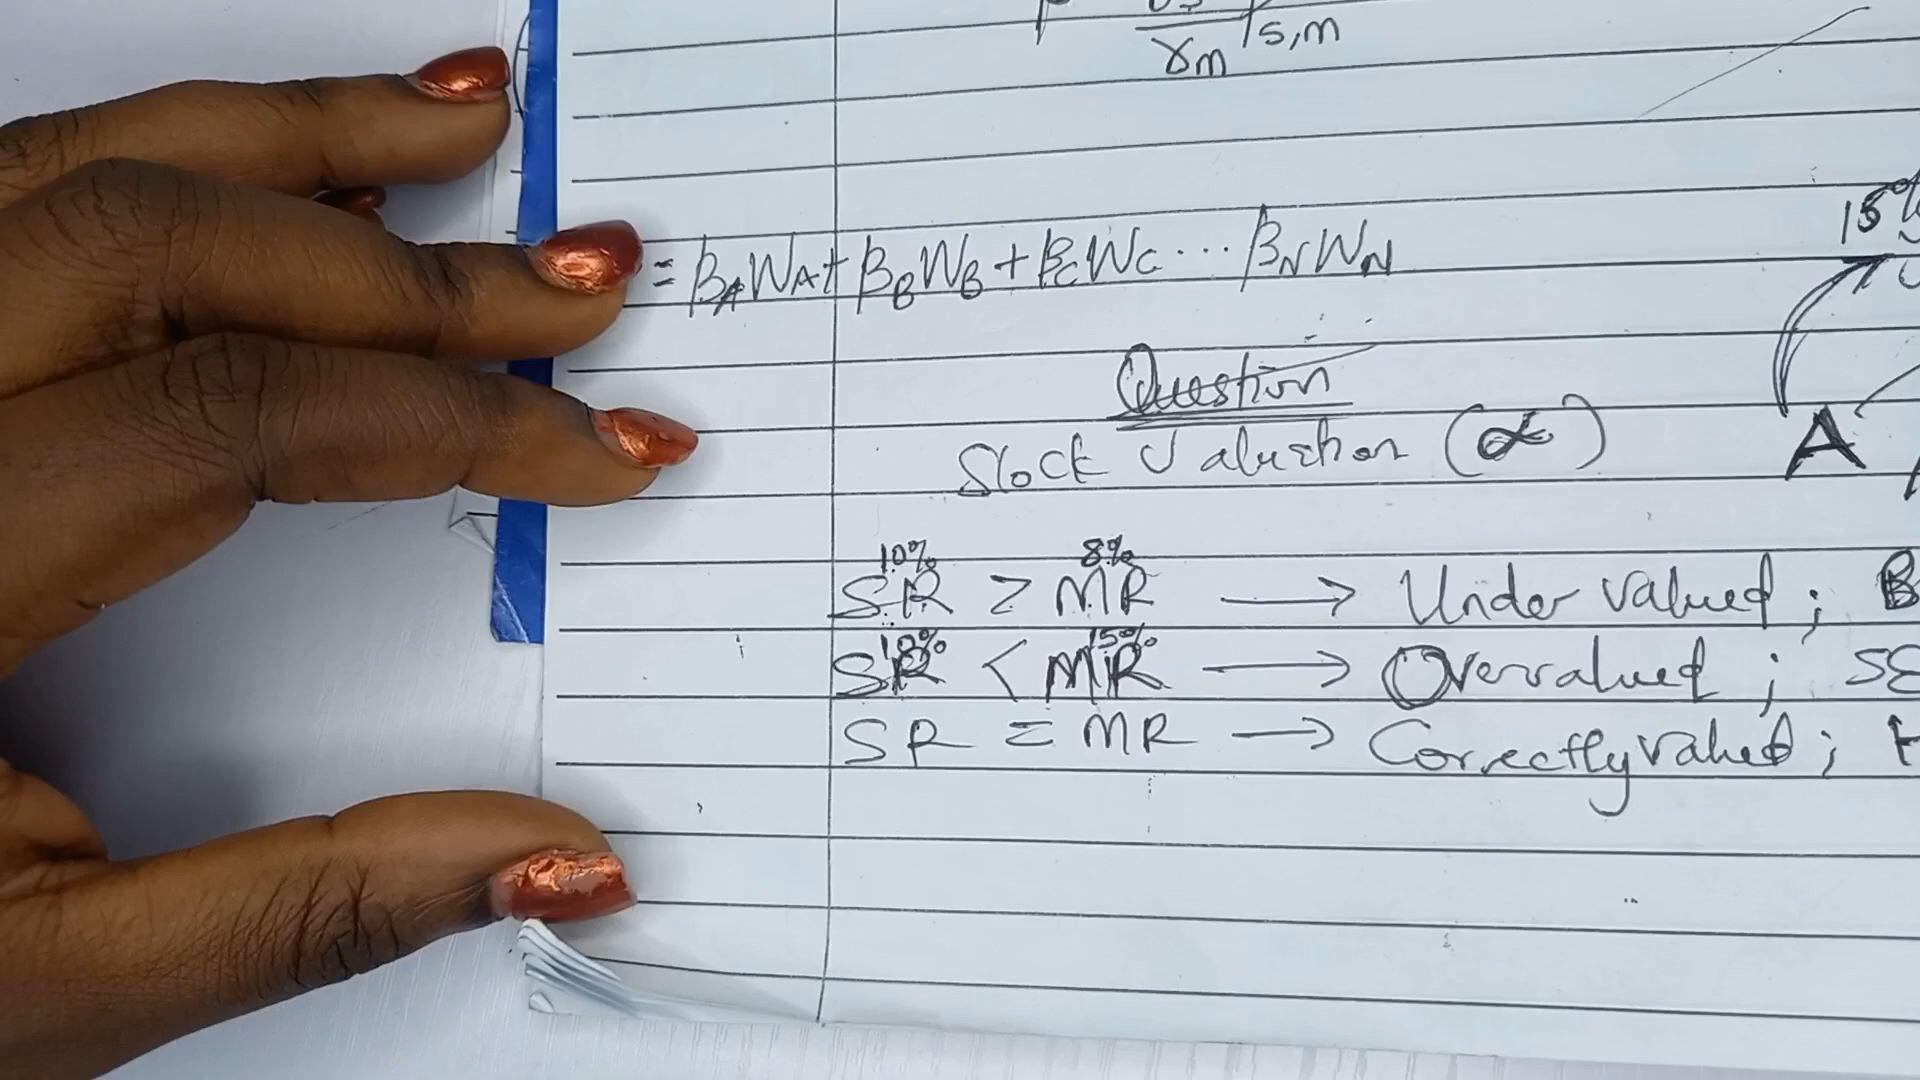 γm s,m
= βAWA + βBWB + βCWC ... βNWN
15%
Question
Stock Valuation (α)
A
10% 8%
SR > MR → Undervalued; B
10% 15%
SR < MR → Overvalued; SE
SR = MR → Correctly valued; H